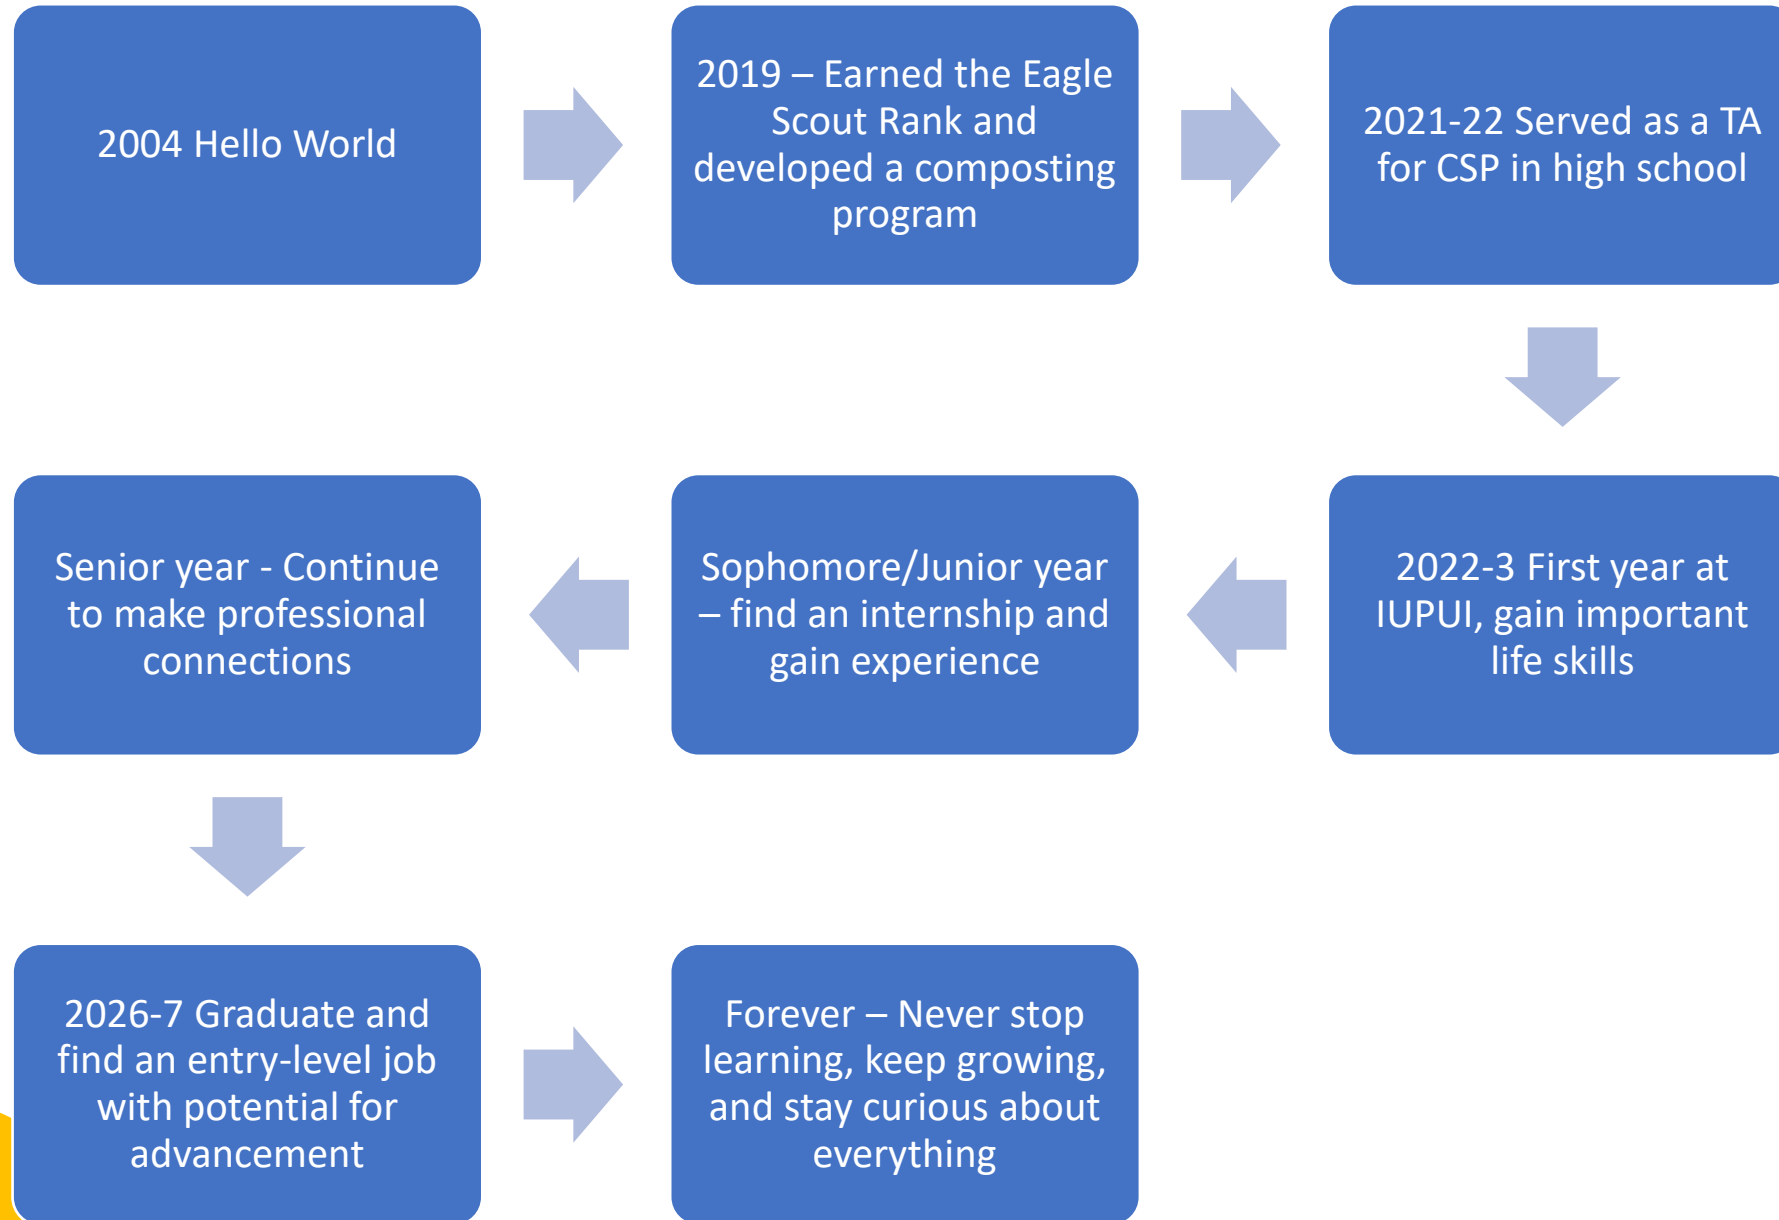 2004 Hello World
2019 – Earned the Eagle
Scout Rank and
developed a composting
program
2021-22 Served as a TA
for CSP in high school
2022-3 First year at
IUPUI, gain important
life skills
Sophomore/Junior year
– find an internship and
gain experience
Senior year - Continue
to make professional
connections
2026-7 Graduate and
find an entry-level job
with potential for
advancement
Forever – Never stop
learning, keep growing,
and stay curious about
everything